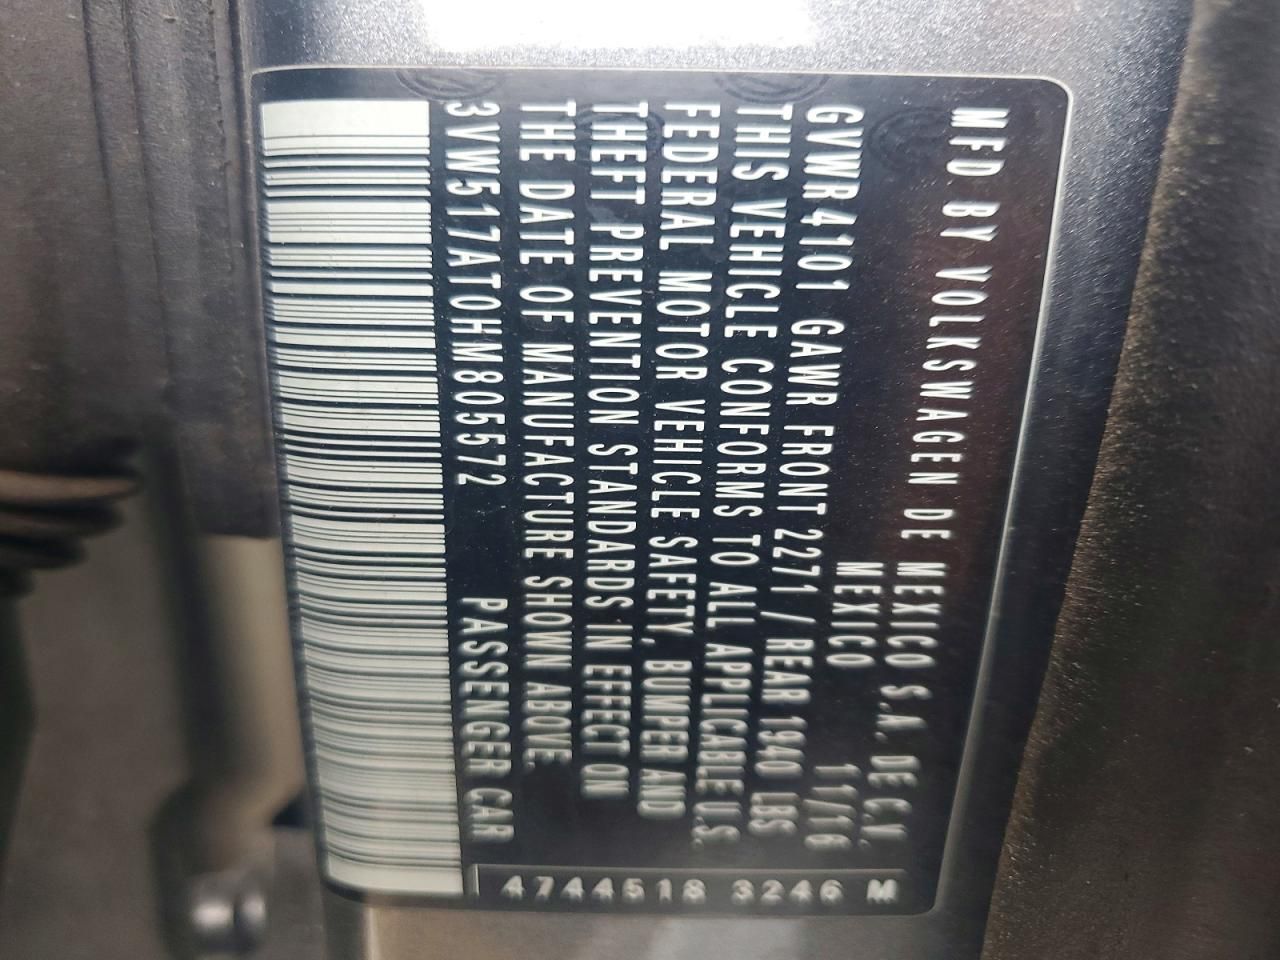 MFD.BY VOLKSWAGEN DE MEXICO S.A. DE C.V.
MEXICO 11/16
GVWR4101 GAWR FRONT 2271 / REAR 1940 LBS
THIS VEHICLE CONFORMS TO ALL APPLICABLE U.S.
FEDERAL MOTOR VEHICLE SAFETY, BUMPER AND
THEFT PREVENTION STANDARDS IN EFFECT ON
THE DATE OF MANUFACTURE SHOWN ABOVE
3VW517AT0HM805572 PASSENGER CAR
4744518 3246 M